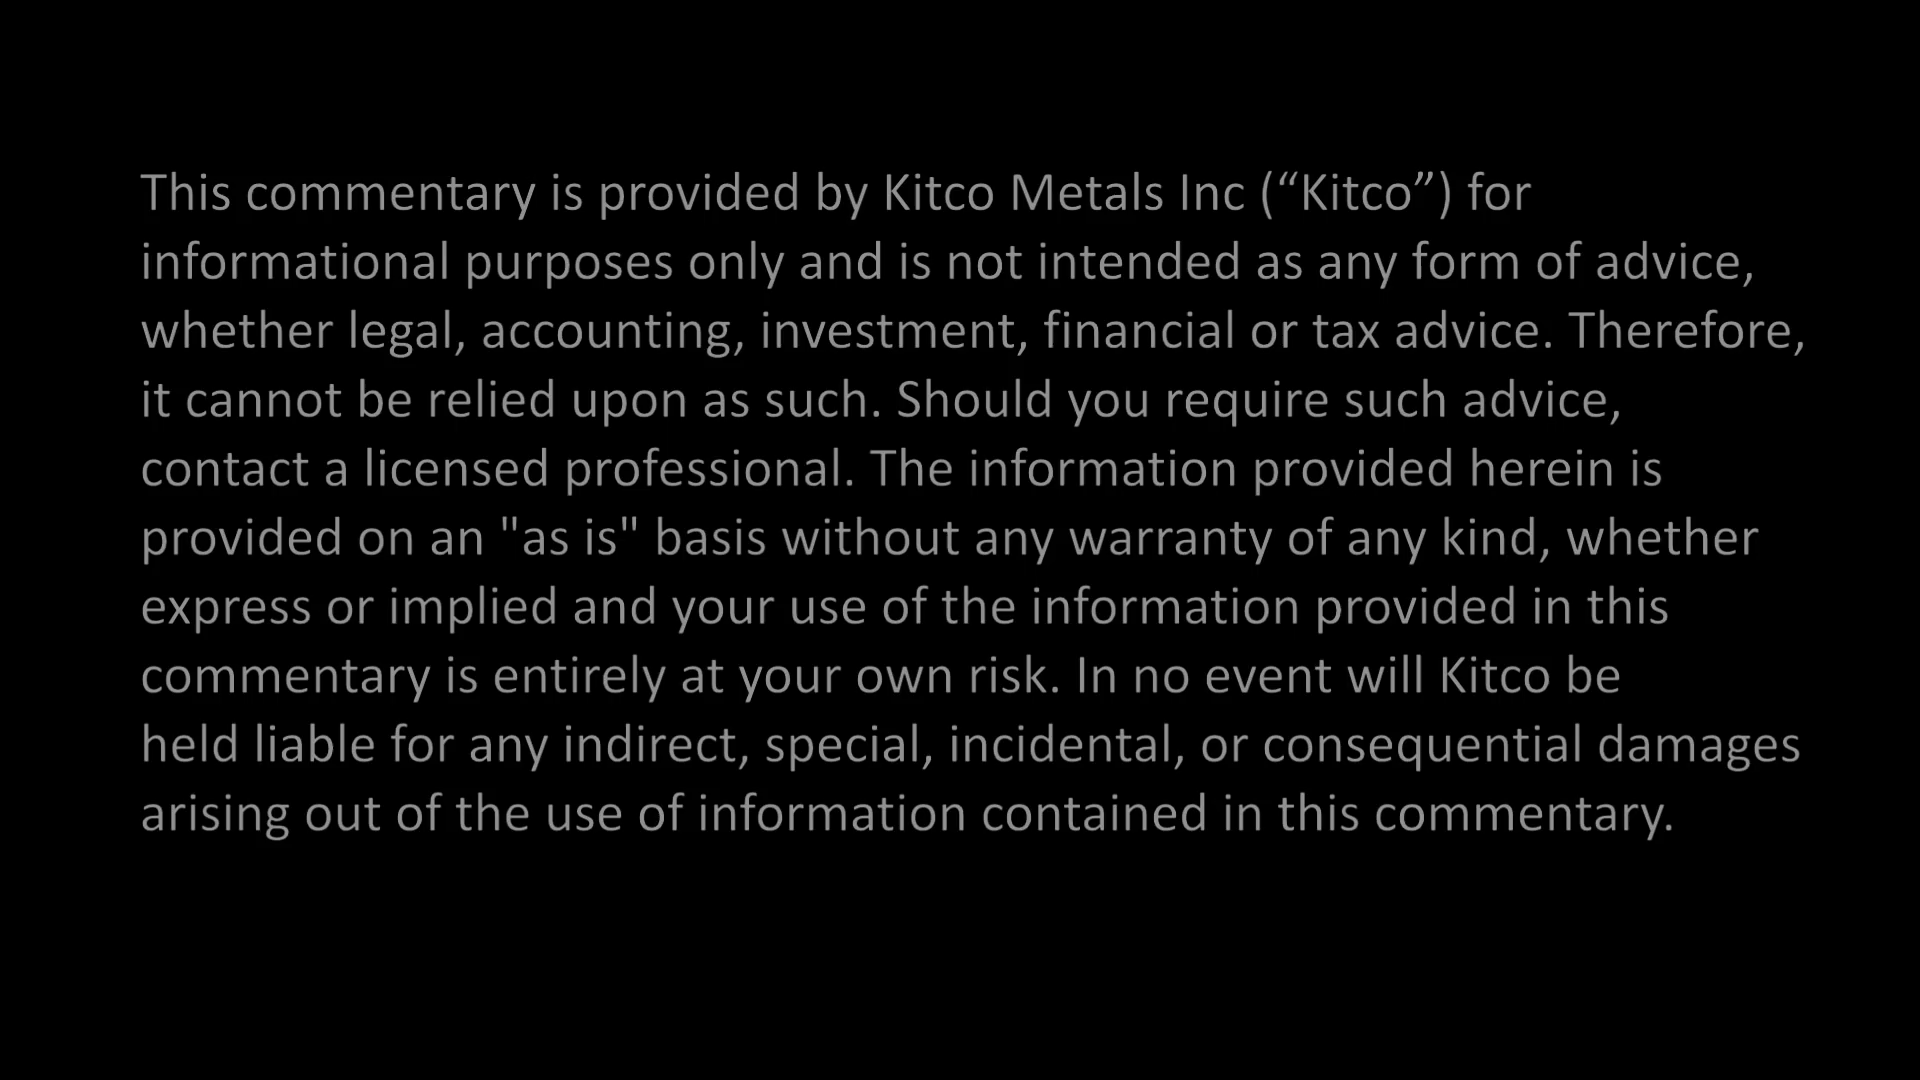 This commentary is provided by Kitco Metals Inc (“Kitco”) for
informational purposes only and is not intended as any form of advice,
whether legal, accounting, investment, financial or tax advice. Therefore,
it cannot be relied upon as such. Should you require such advice,
contact a licensed professional. The information provided herein is
provided on an "as is" basis without any warranty of any kind, whether
express or implied and your use of the information provided in this
commentary is entirely at your own risk. In no event will Kitco be
held liable for any indirect, special, incidental, or consequential damages
arising out of the use of information contained in this commentary.